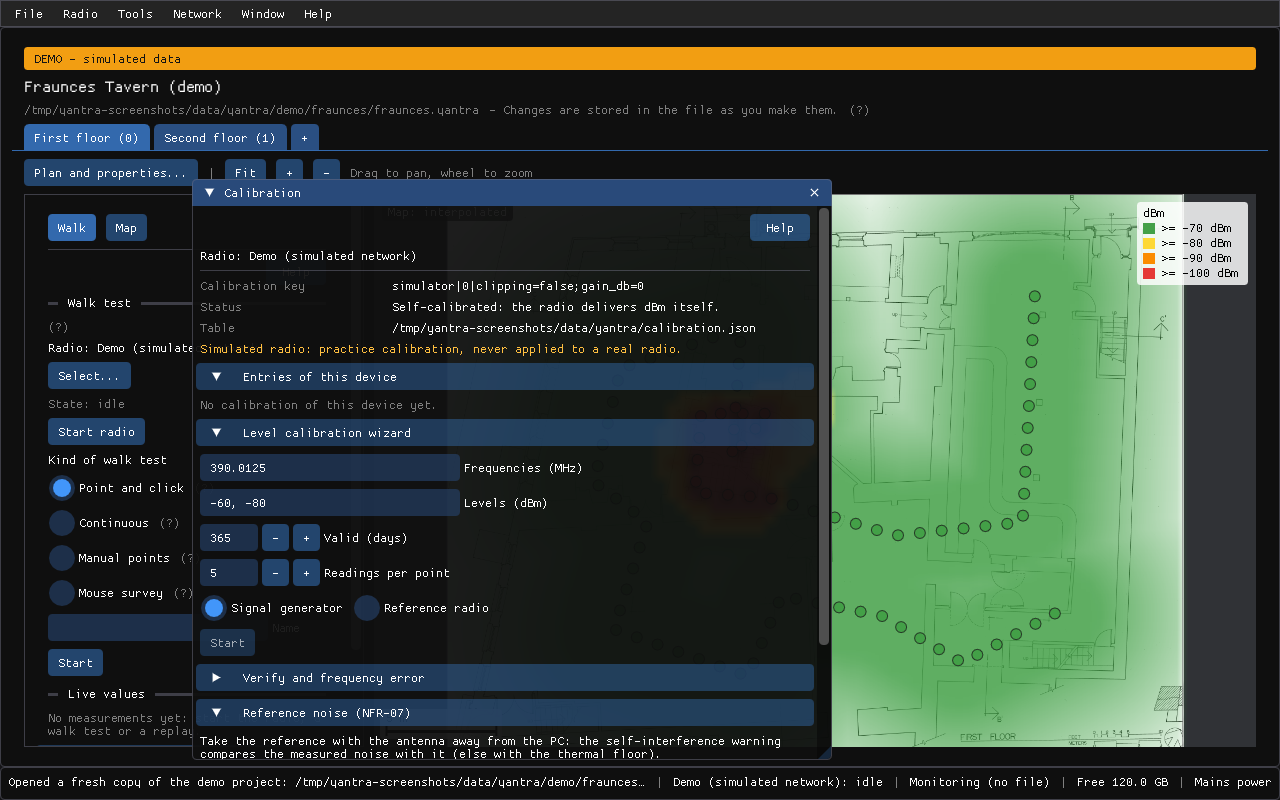 File Radio Tools Network Window Help
DEMO - simulated data
Fraunces Tavern (demo)
/tmp/yantra-screenshots/data/yantra/demo/fraunces/fraunces.yantra - Changes are stored in the file as you make them. (?)
First floor (0) Second floor (1) +
Plan and properties... | Fit + - Drag to pan, wheel to zoom
Calibration
Map: interpolated
Walk Map
Help
Radio: Demo (simulated network)
Calibration key simulator|0|clipping=false;gain_db=0
Status Self-calibrated: the radio delivers dBm itself.
Table /tmp/yantra-screenshots/data/yantra/calibration.json
Simulated radio: practice calibration, never applied to a real radio.
Entries of this device
No calibration of this device yet.
Level calibration wizard
390.0125 Frequencies (MHz)
-60, -80 Levels (dBm)
365 - + Valid (days)
5 - + Readings per point
Signal generator Reference radio
Start
Verify and frequency error
Reference noise (NFR-07)
Take the reference with the antenna away from the PC: the self-interference warning
compares the measured noise with it (else with the thermal floor).
Walk test
(?)
Radio: Demo (simulate
Select...
State: idle
Start radio
Kind of walk test
Point and click
Continuous (?)
Manual points (?
Mouse survey (?)
Name
Start
Live values
No measurements yet:
walk test or a replay
dBm
>= -70 dBm
>= -80 dBm
>= -90 dBm
>= -100 dBm
FIRST FLOOR
Opened a fresh copy of the demo project: /tmp/yantra-screenshots/data/yantra/demo/fraunces… | Demo (simulated network): idle | Monitoring (no file) | Free 120.0 GB | Mains power